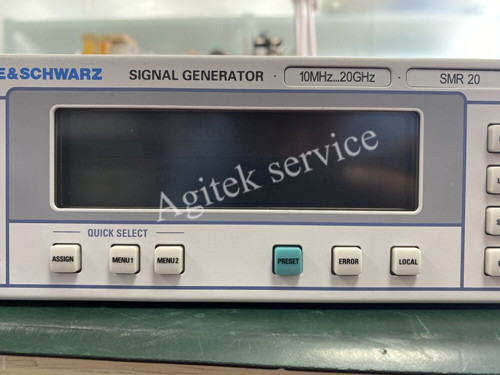 E&SCHWARZ SIGNAL GENERATOR · 10MHz...20GHz · SMR 20
Agitek service
QUICK SELECT
ASSIGN MENU1 MENU2 PRESET ERROR LOCAL